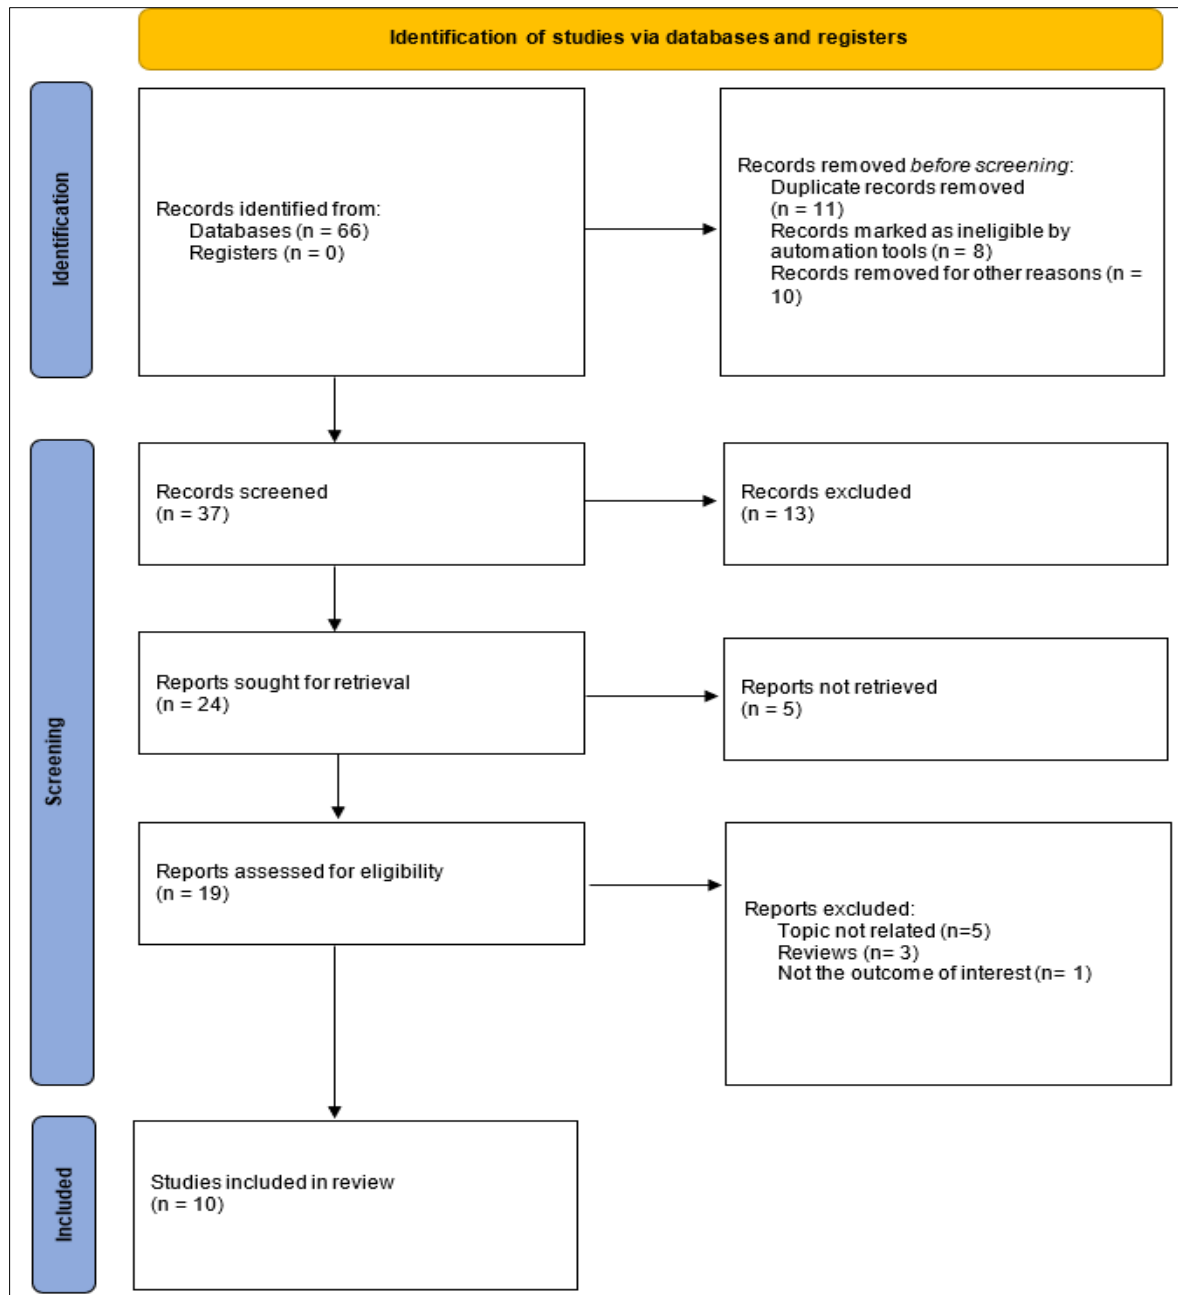 Identification of studies via databases and registers
Identification
Records identified from:
Databases (n = 66)
Registers (n = 0)
Records removed before screening:
Duplicate records removed
(n = 11)
Records marked as ineligible by
automation tools (n = 8)
Records removed for other reasons (n =
10)
Screening
Records screened
(n = 37)
Records excluded
(n = 13)
Reports sought for retrieval
(n = 24)
Reports not retrieved
(n = 5)
Reports assessed for eligibility
(n = 19)
Reports excluded:
Topic not related (n=5)
Reviews (n= 3)
Not the outcome of interest (n= 1)
Included
Studies included in review
(n = 10)